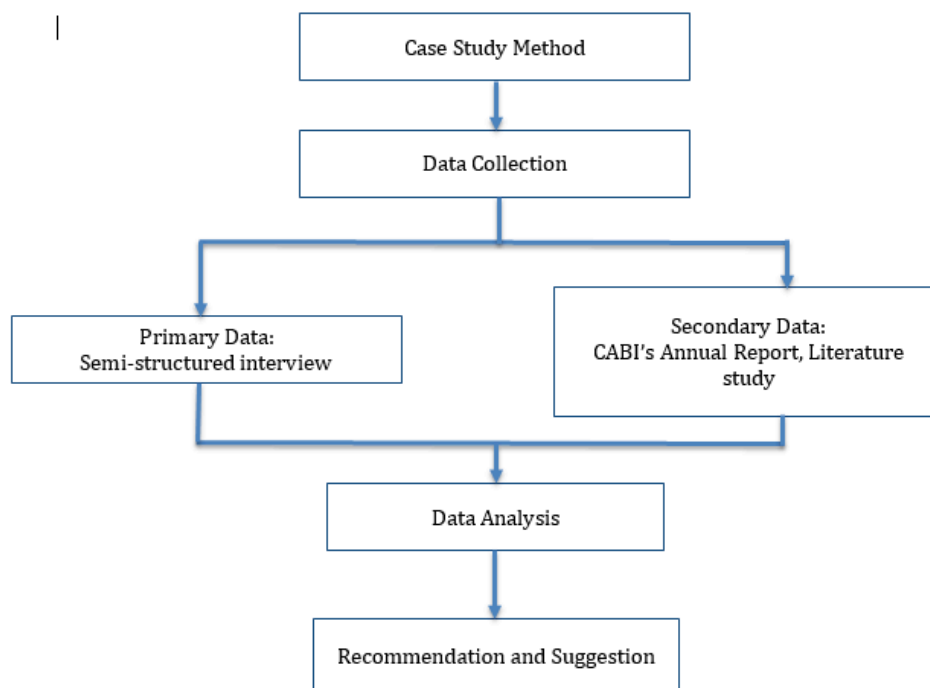 Case Study Method
Data Collection
Primary Data:
Semi-structured interview
Secondary Data:
CABI's Annual Report, Literature
study
Data Analysis
Recommendation and Suggestion